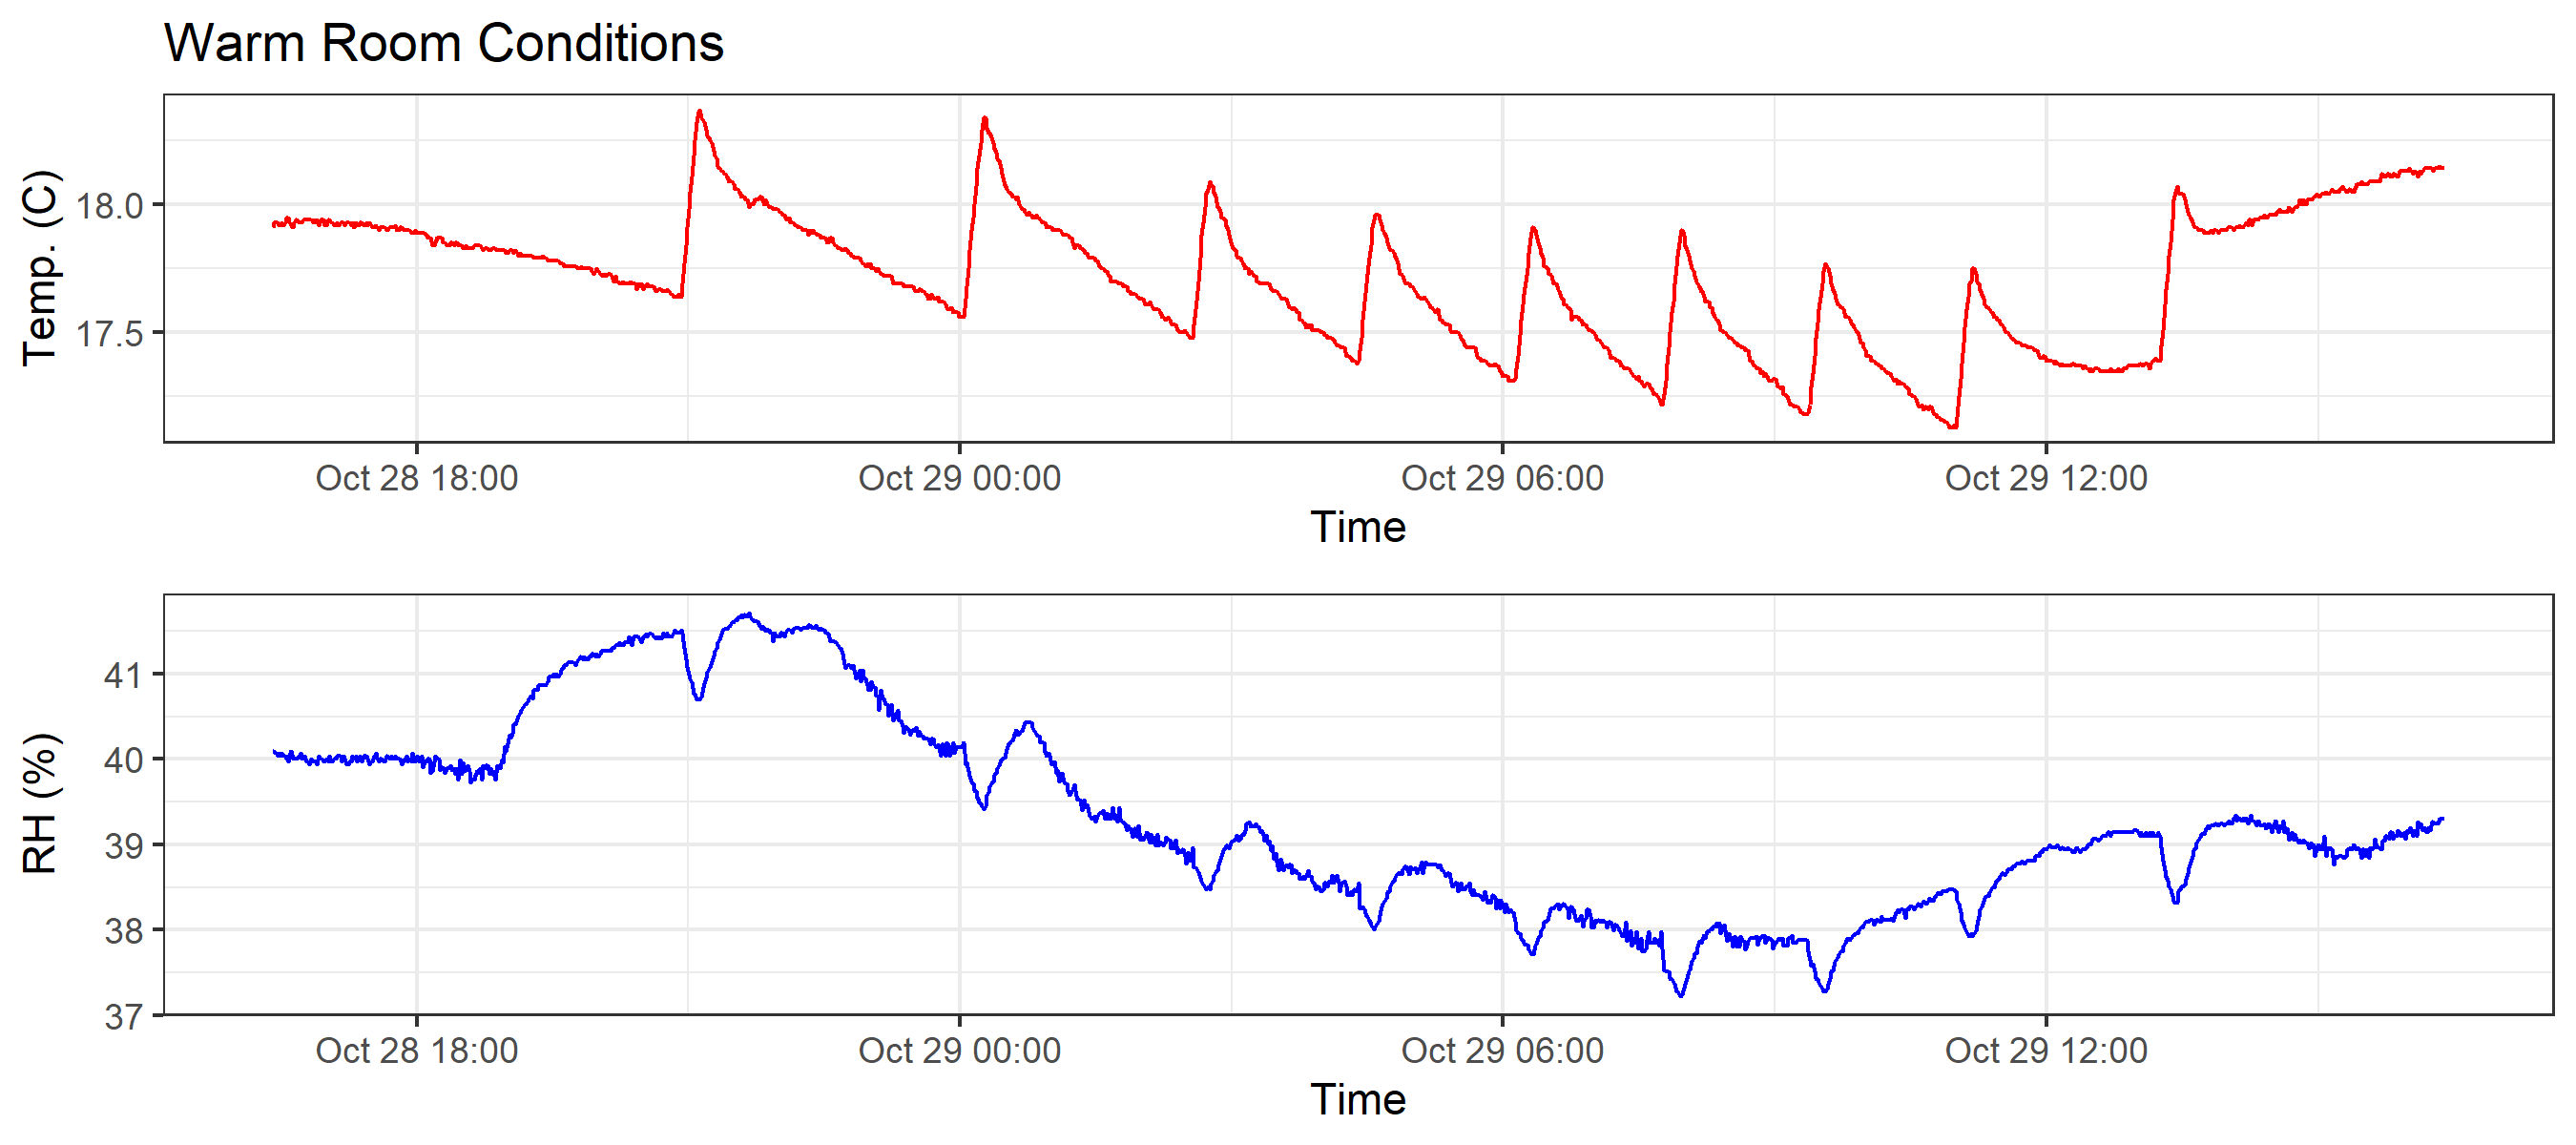 Warm Room Conditions
Temp. (C)
18.0
17.5
Oct 28 18:00 Oct 29 00:00 Oct 29 06:00 Oct 29 12:00
Time
RH (%)
41
40
39
38
37
Oct 28 18:00 Oct 29 00:00 Oct 29 06:00 Oct 29 12:00
Time